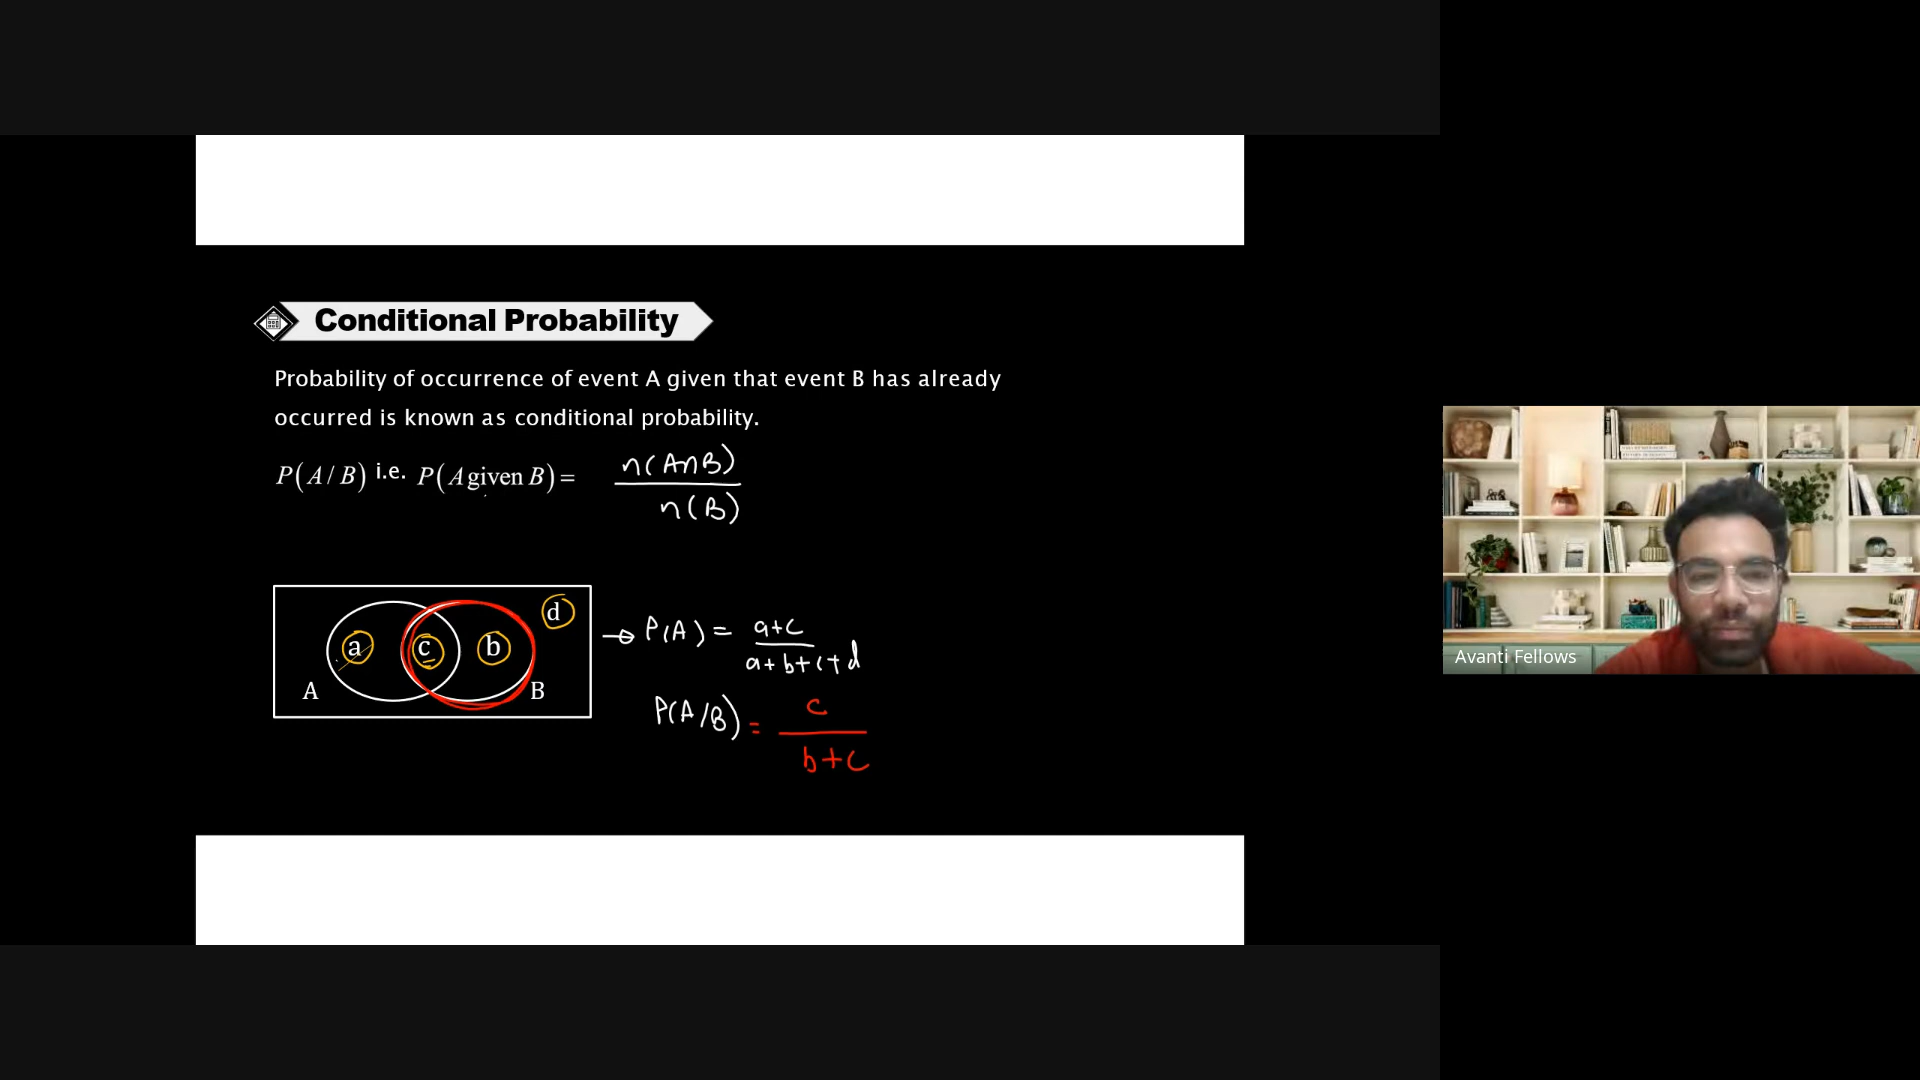 Conditional Probability
Probability of occurrence of event A given that event B has already
occurred is known as conditional probability.
P(A/B) i.e. P(A given B) = n(A∩B)
n(B)
a c b d
A B
P(A) = a+c
a+b+c+d
P(A/B) = c
b+c
Avanti Fellows